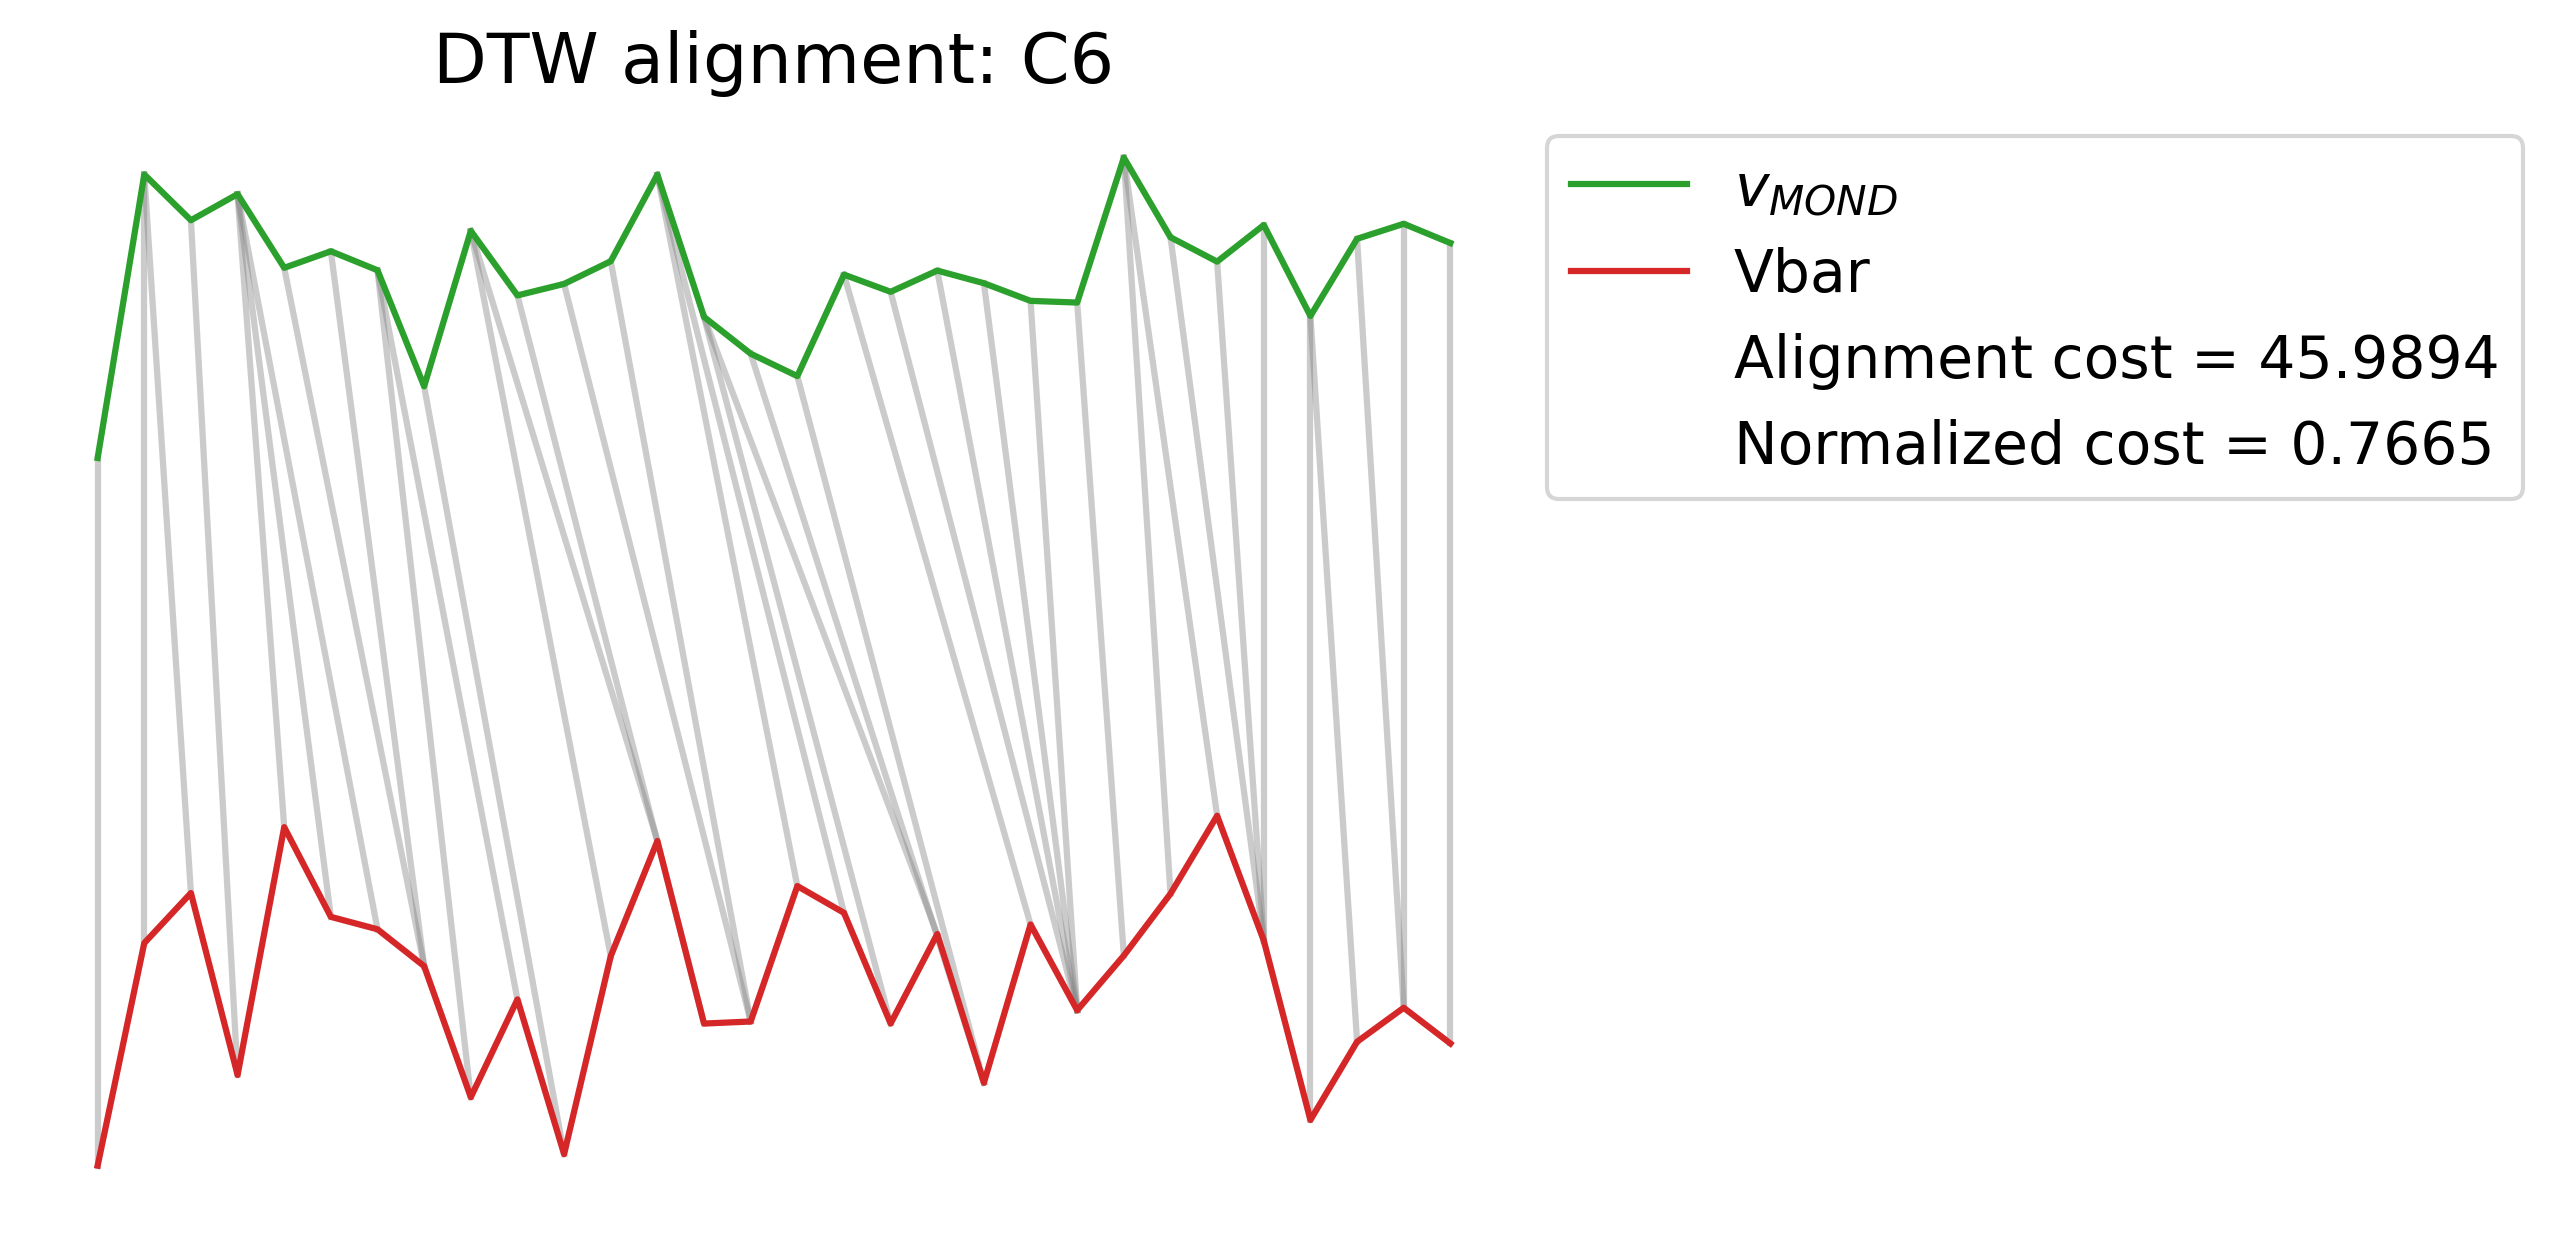 DTW alignment: C6
v_MOND
Vbar
Alignment cost = 45.9894
Normalized cost = 0.7665